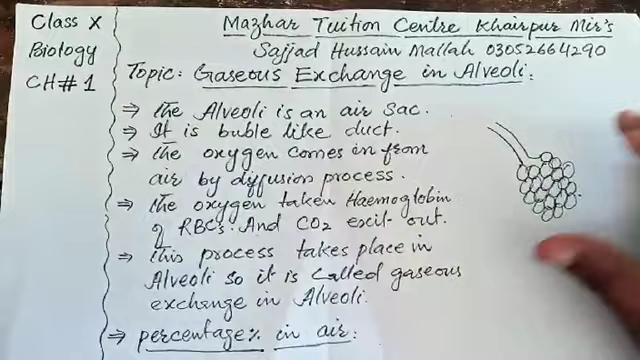 Class X
Biology
CH# 1
Mazhar Tuition Centre Khairpur Mir's
Sajjad Hussain Mallah 03052664290
Topic: Gaseous Exchange in Alveoli.
⇒ the Alveoli is an air sac.
⇒ It is buble like duct.
⇒ the oxygen comes in from
air by diffusion process.
⇒ the oxygen taken Haemoglobin
of RBCs. And CO2 exit out.
⇒ this process takes place in
Alveoli so it is called gaseous
exchange in Alveoli.
⇒ percentage% in air: